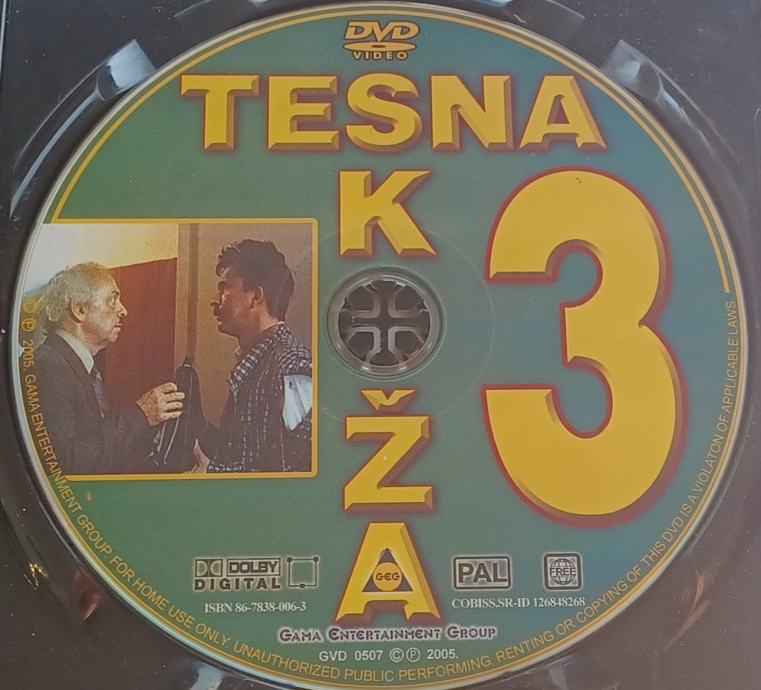 DVD
VIDEO
TESNA
K
3
Ž
A
GEG
DOLBY
DIGITAL
PAL
FREE
ISBN 86-7838-006-3
COBISS.SR-ID 126848268
GAMA ENTERTAINMENT GROUP
GVD 0507 © ℗ 2005.
© ℗ 2005. GAMA ENTERTAINMENT GROUP. FOR HOME USE ONLY. UNAUTHORIZED PUBLIC PERFORMING, RENTING OR COPYING OF THIS DVD IS A VIOLATON OF APPLICABLE LAWS.